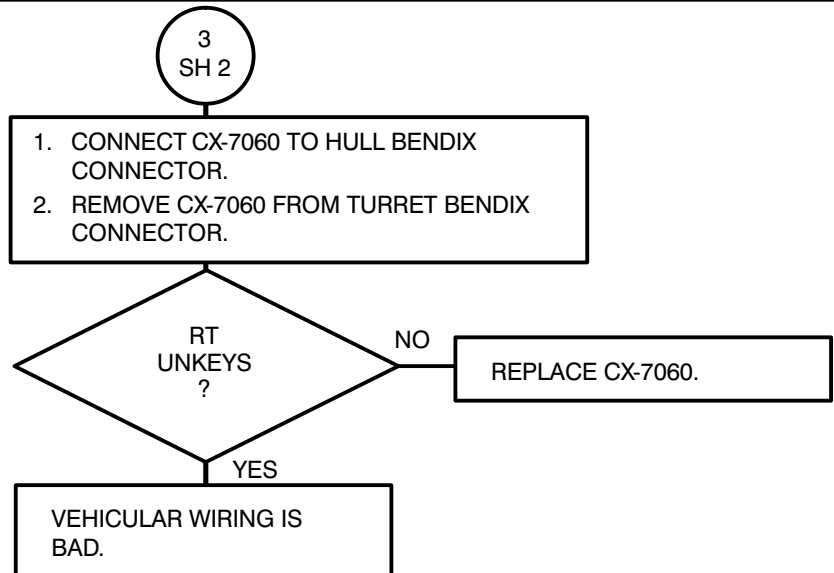 3
SH 2
1. CONNECT CX-7060 TO HULL BENDIX
CONNECTOR.
2. REMOVE CX-7060 FROM TURRET BENDIX
CONNECTOR.
RT
UNKEYS
?
NO
REPLACE CX-7060.
YES
VEHICULAR WIRING IS
BAD.